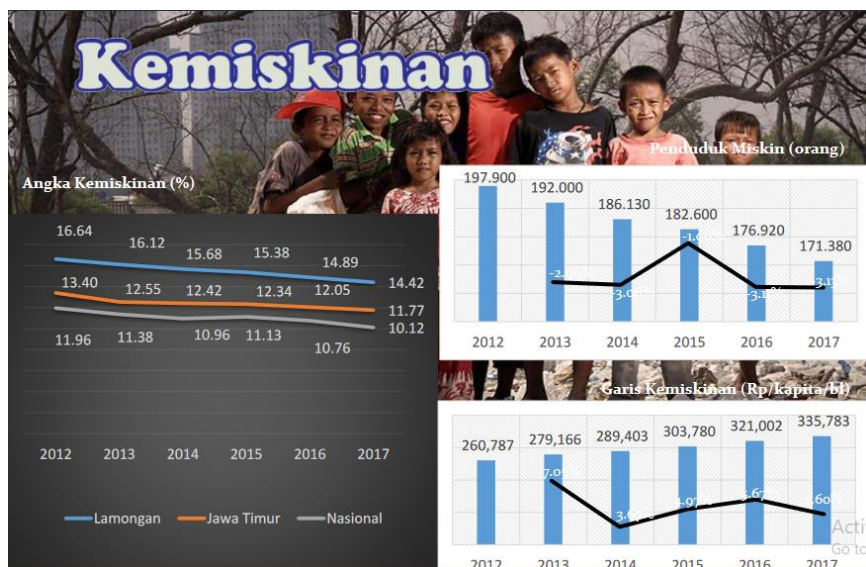 Kemiskinan
Angka Kemiskinan (%)
16.64 16.12 15.68 15.38 14.89 14.42
13.40 12.55 12.42 12.34 12.05 11.77
11.96 11.38 10.96 11.13 10.76 10.12
2012 2013 2014 2015 2016 2017
Lamongan Jawa Timur Nasional
Penduduk Miskin (orang)
197.900 192.000 186.130 182.600 176.920 171.380
2012 2013 2014 2015 2016 2017
Garis Kemiskinan (Rp/kapita/bl)
260,787 279,166 289,403 303,780 321,002 335,783
2012 2013 2014 2015 2016 2017
Go to